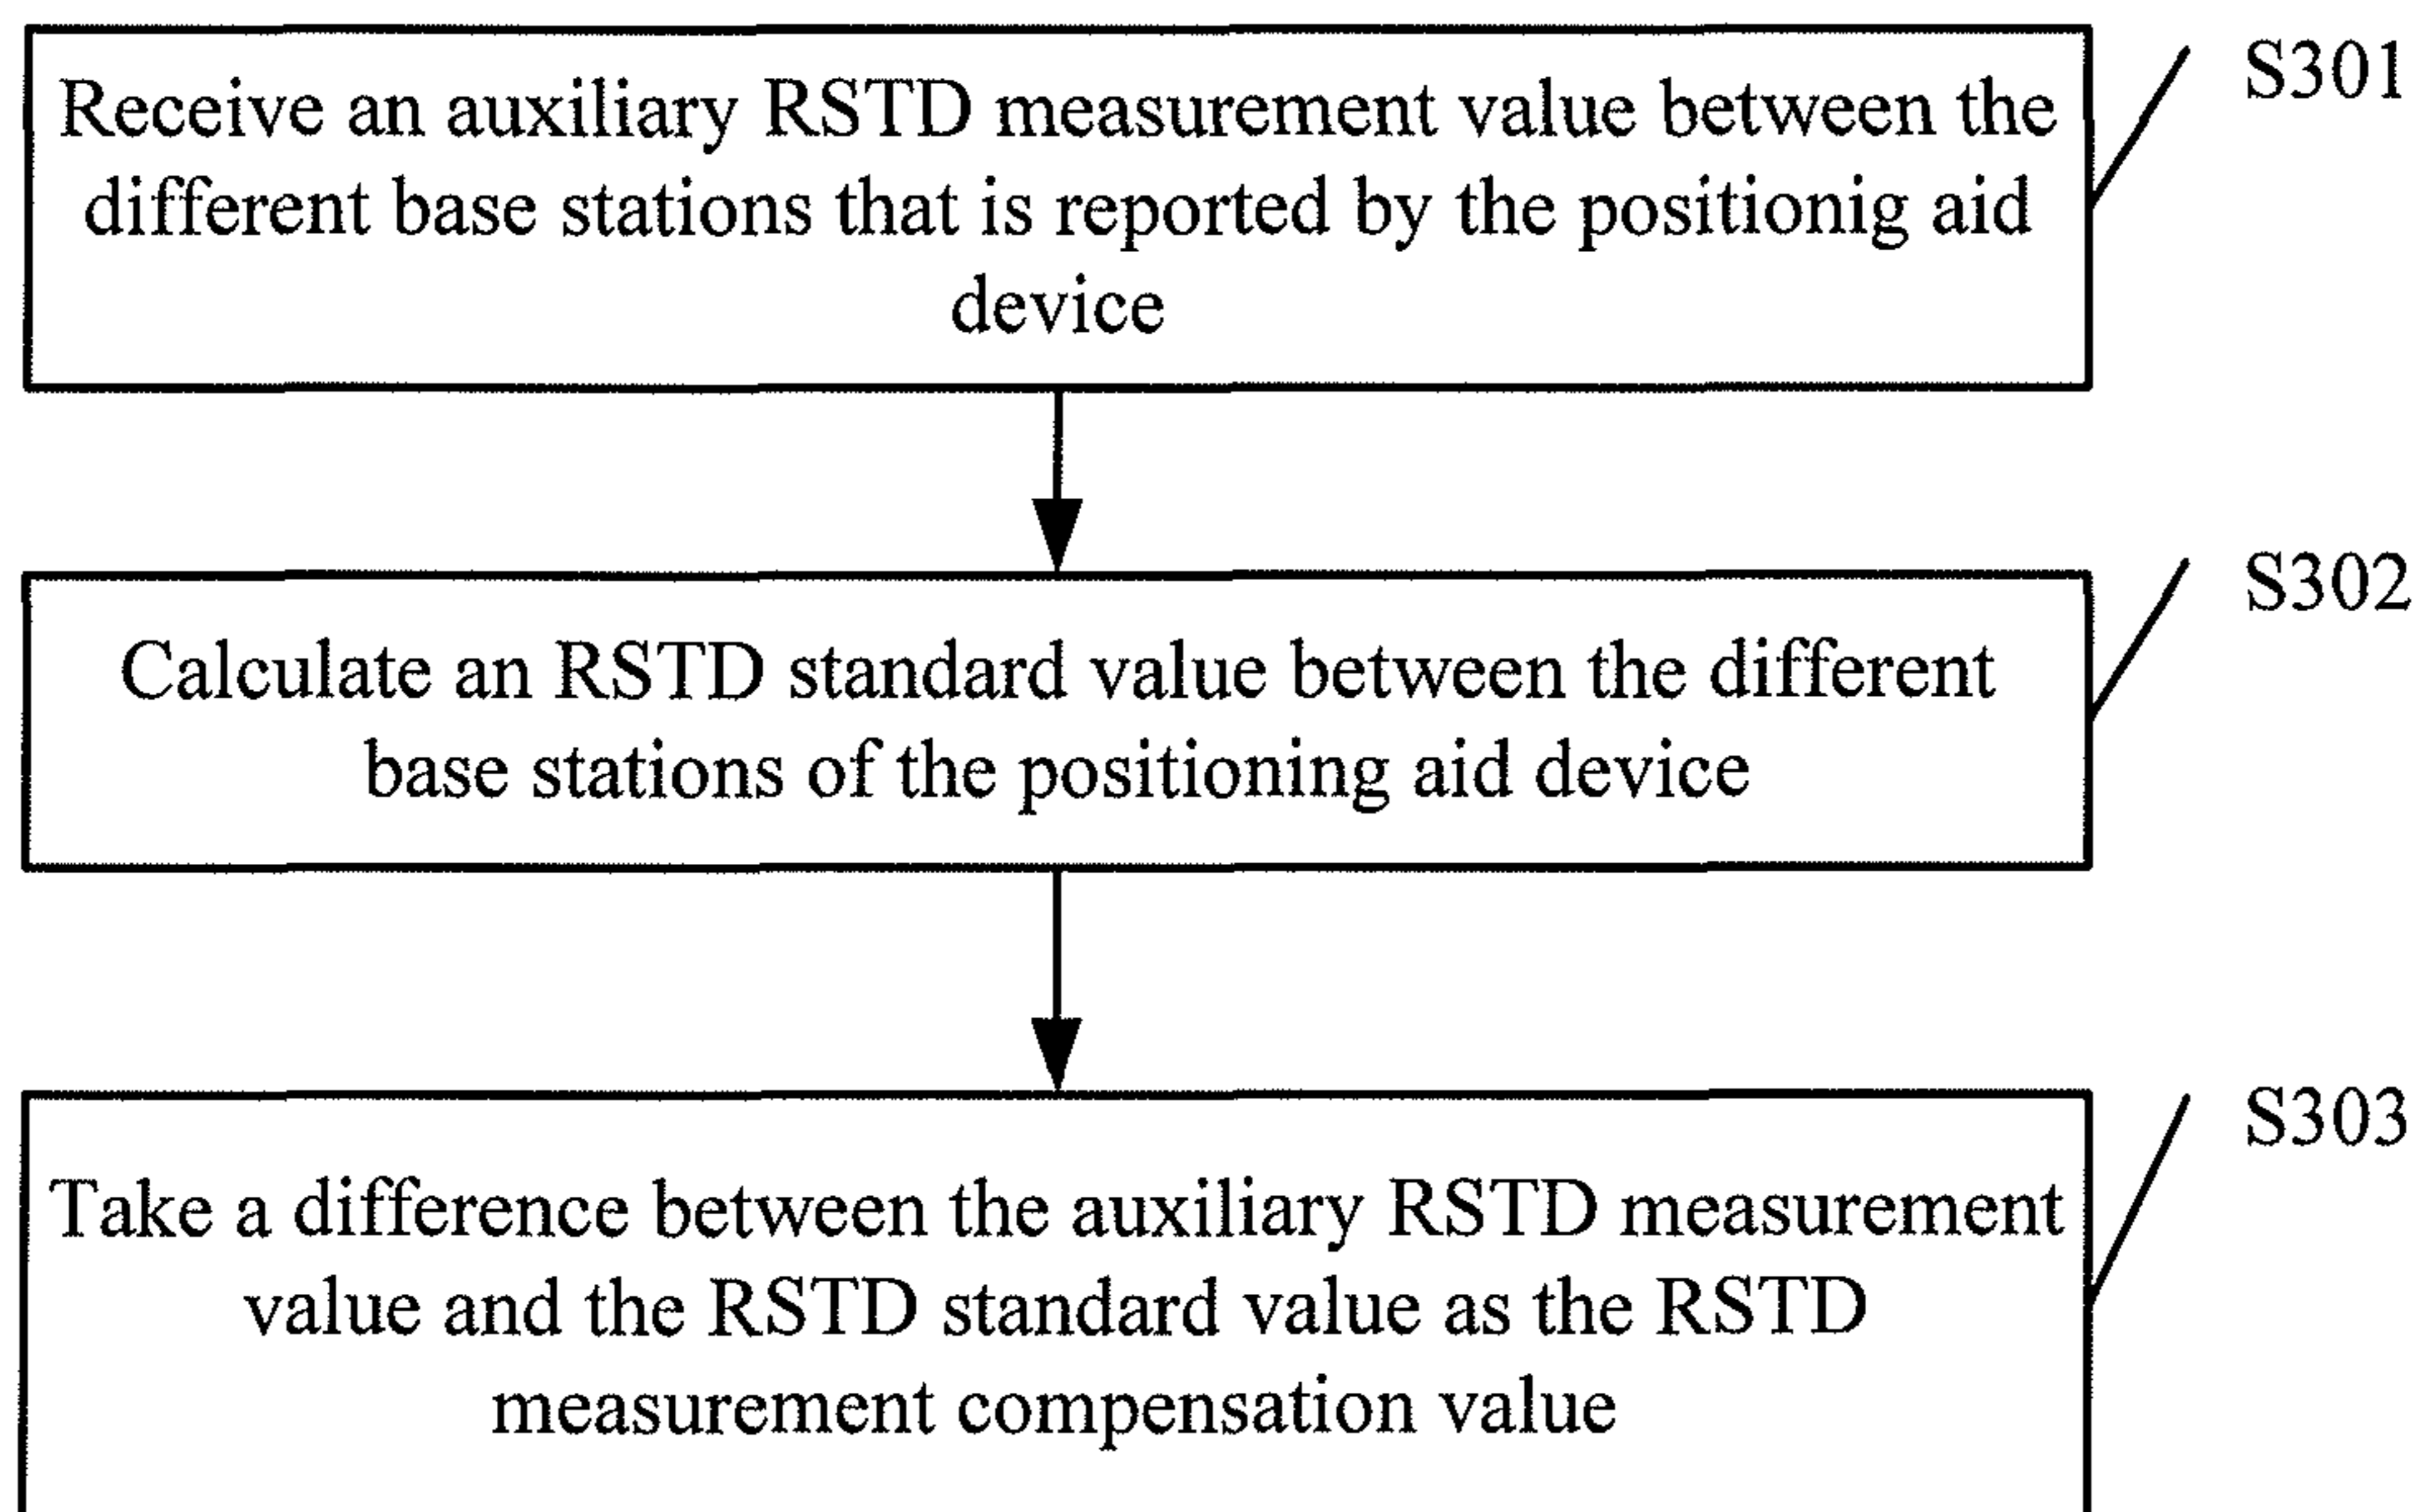 Receive an auxiliary RSTD measurement value between the
different base stations that is reported by the positionig aid
device
S301
Calculate an RSTD standard value between the different
base stations of the positioning aid device
S302
Take a difference between the auxiliary RSTD measurement
value and the RSTD standard value as the RSTD
measurement compensation value
S303